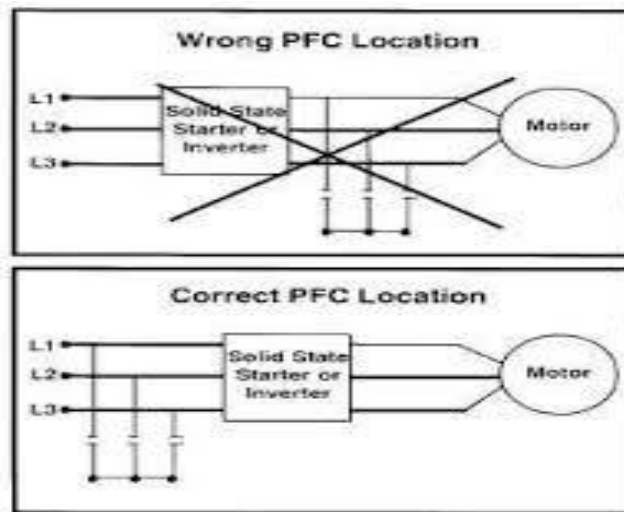 Wrong PFC Location
L1
L2
L3
Solid State
Starter or
Inverter
Motor
Correct PFC Location
L1
L2
L3
Solid State
Starter or
Inverter
Motor